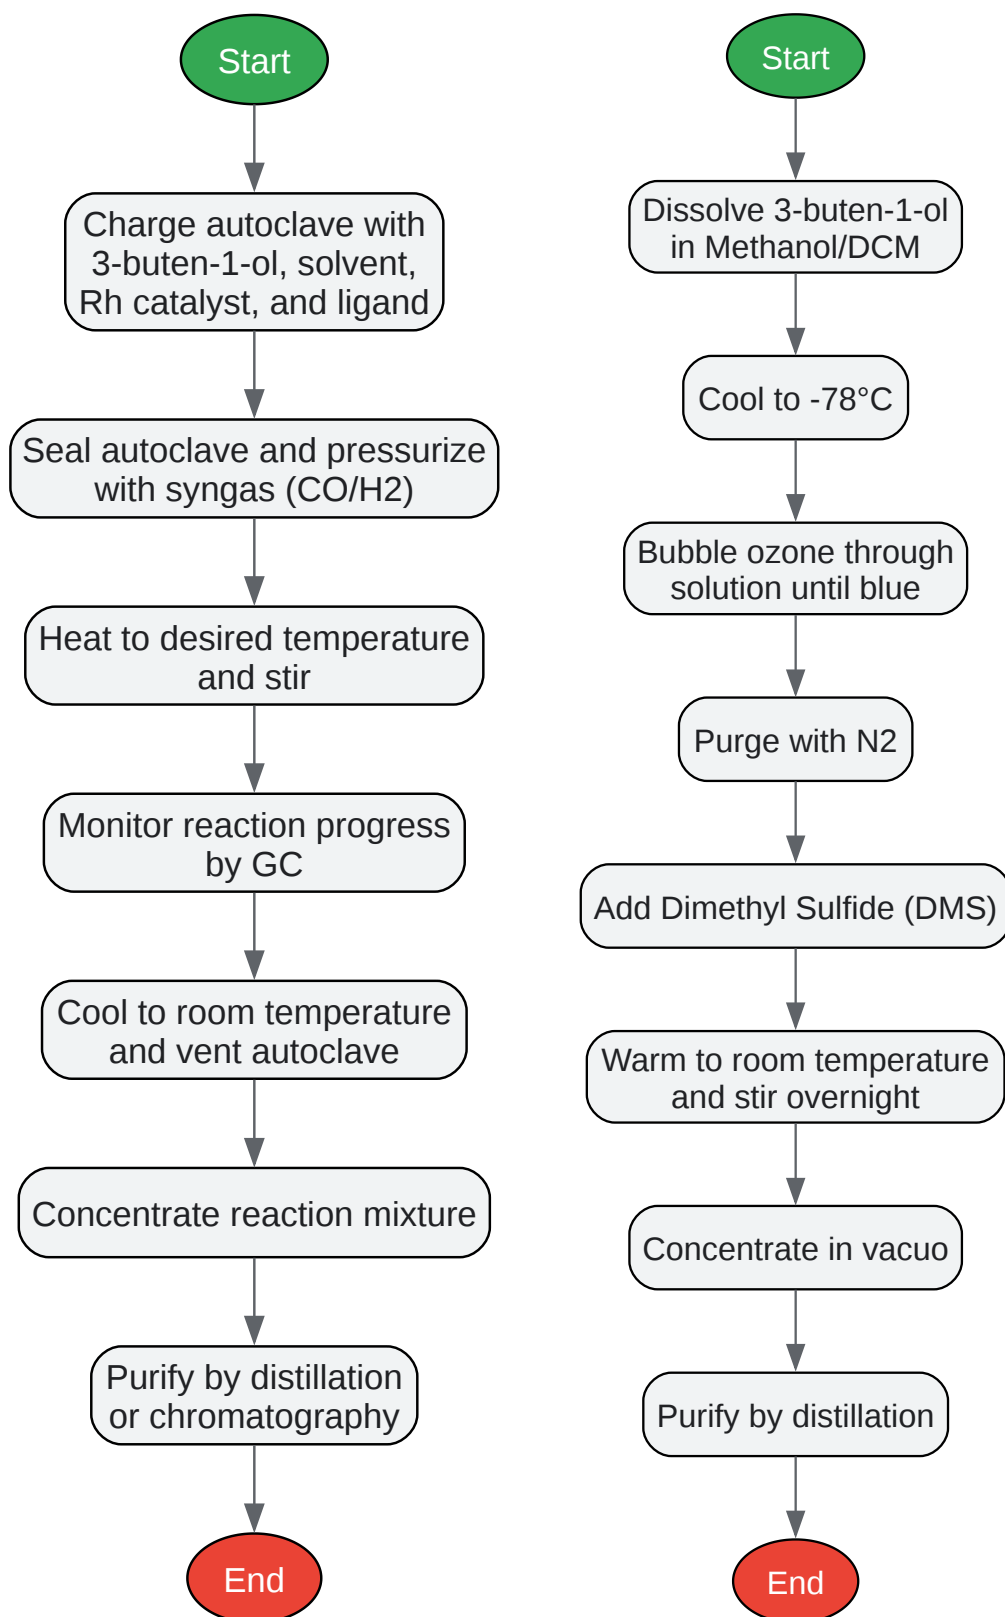 Start
Charge autoclave with
3-buten-1-ol, solvent,
Rh catalyst, and ligand
Seal autoclave and pressurize
with syngas (CO/H2)
Heat to desired temperature
and stir
Monitor reaction progress
by GC
Cool to room temperature
and vent autoclave
Concentrate reaction mixture
Purify by distillation
or chromatography
End
Start
Dissolve 3-buten-1-ol
in Methanol/DCM
Cool to -78°C
Bubble ozone through
solution until blue
Purge with N2
Add Dimethyl Sulfide (DMS)
Warm to room temperature
and stir overnight
Concentrate in vacuo
Purify by distillation
End